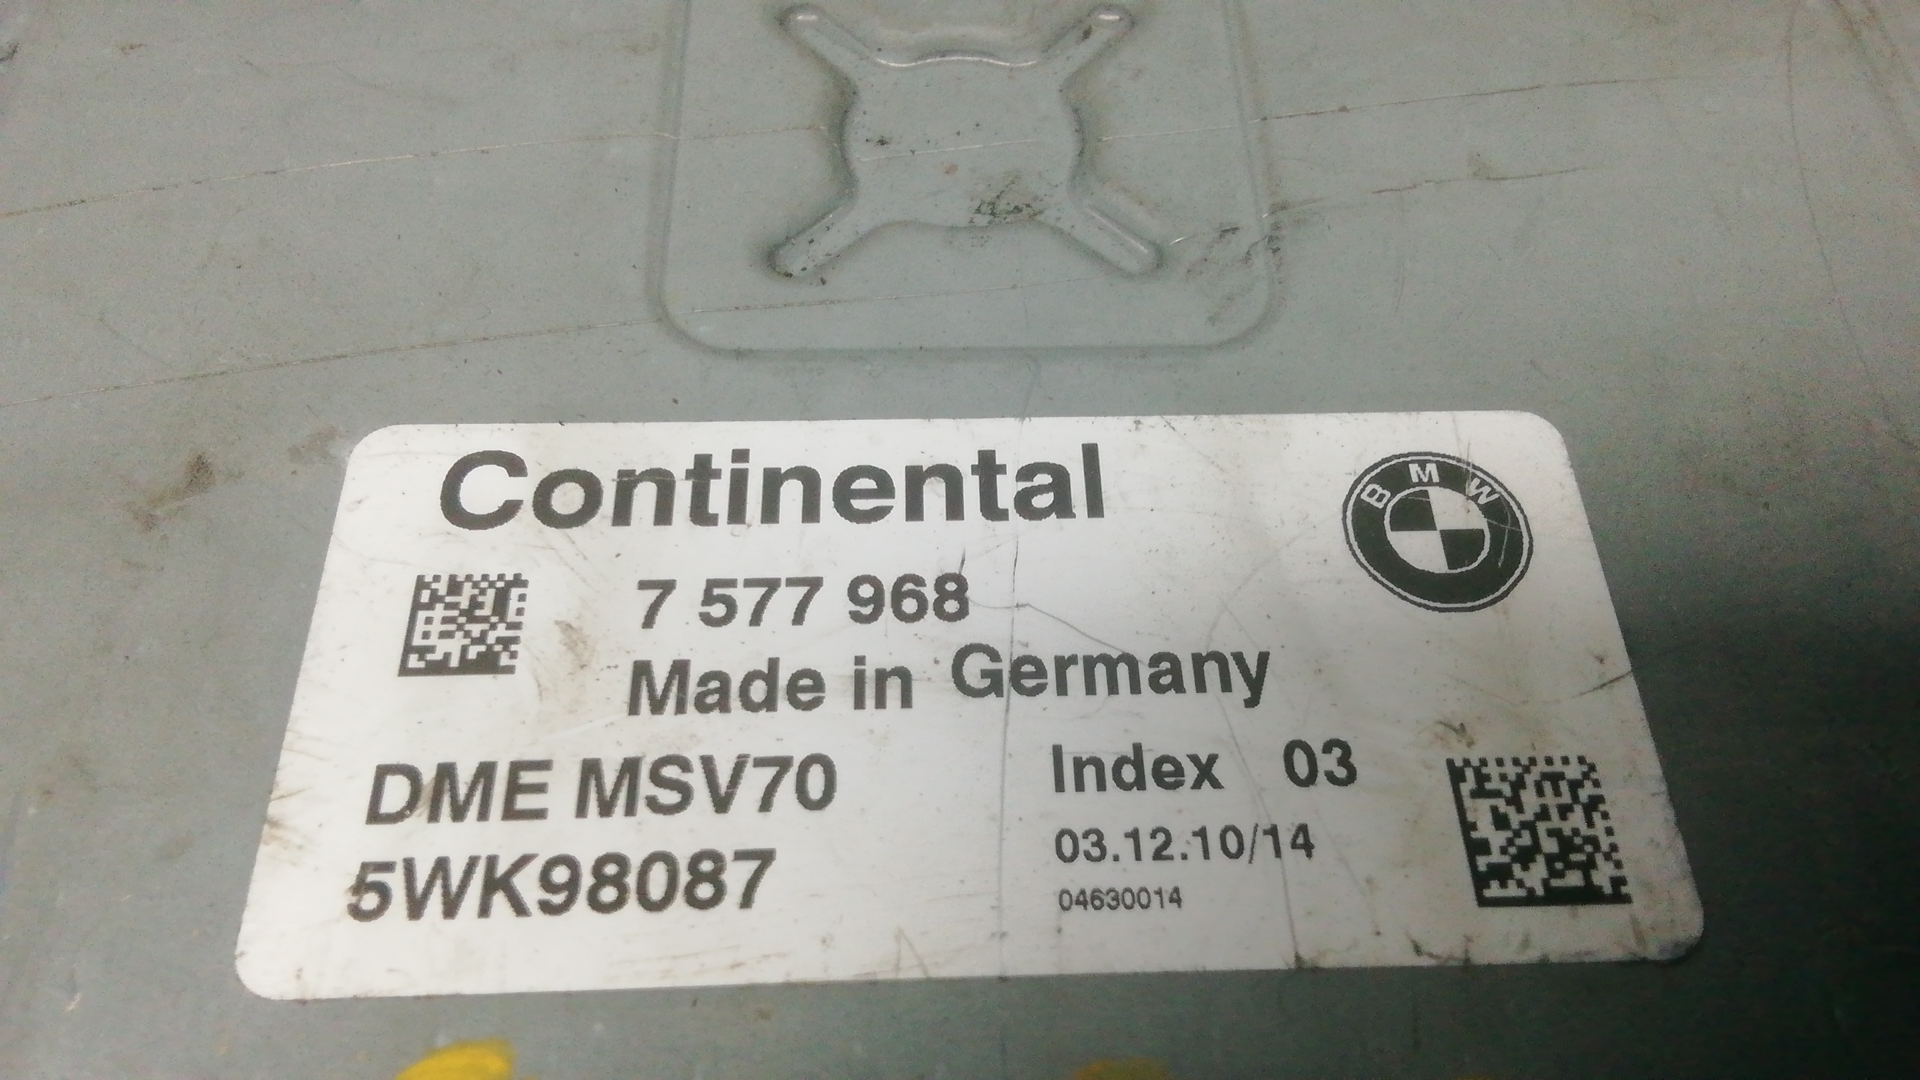 Continental
BMW
7 577 968
Made in Germany
DME MSV70
Index 03
5WK98087
03.12.10/14
04630014